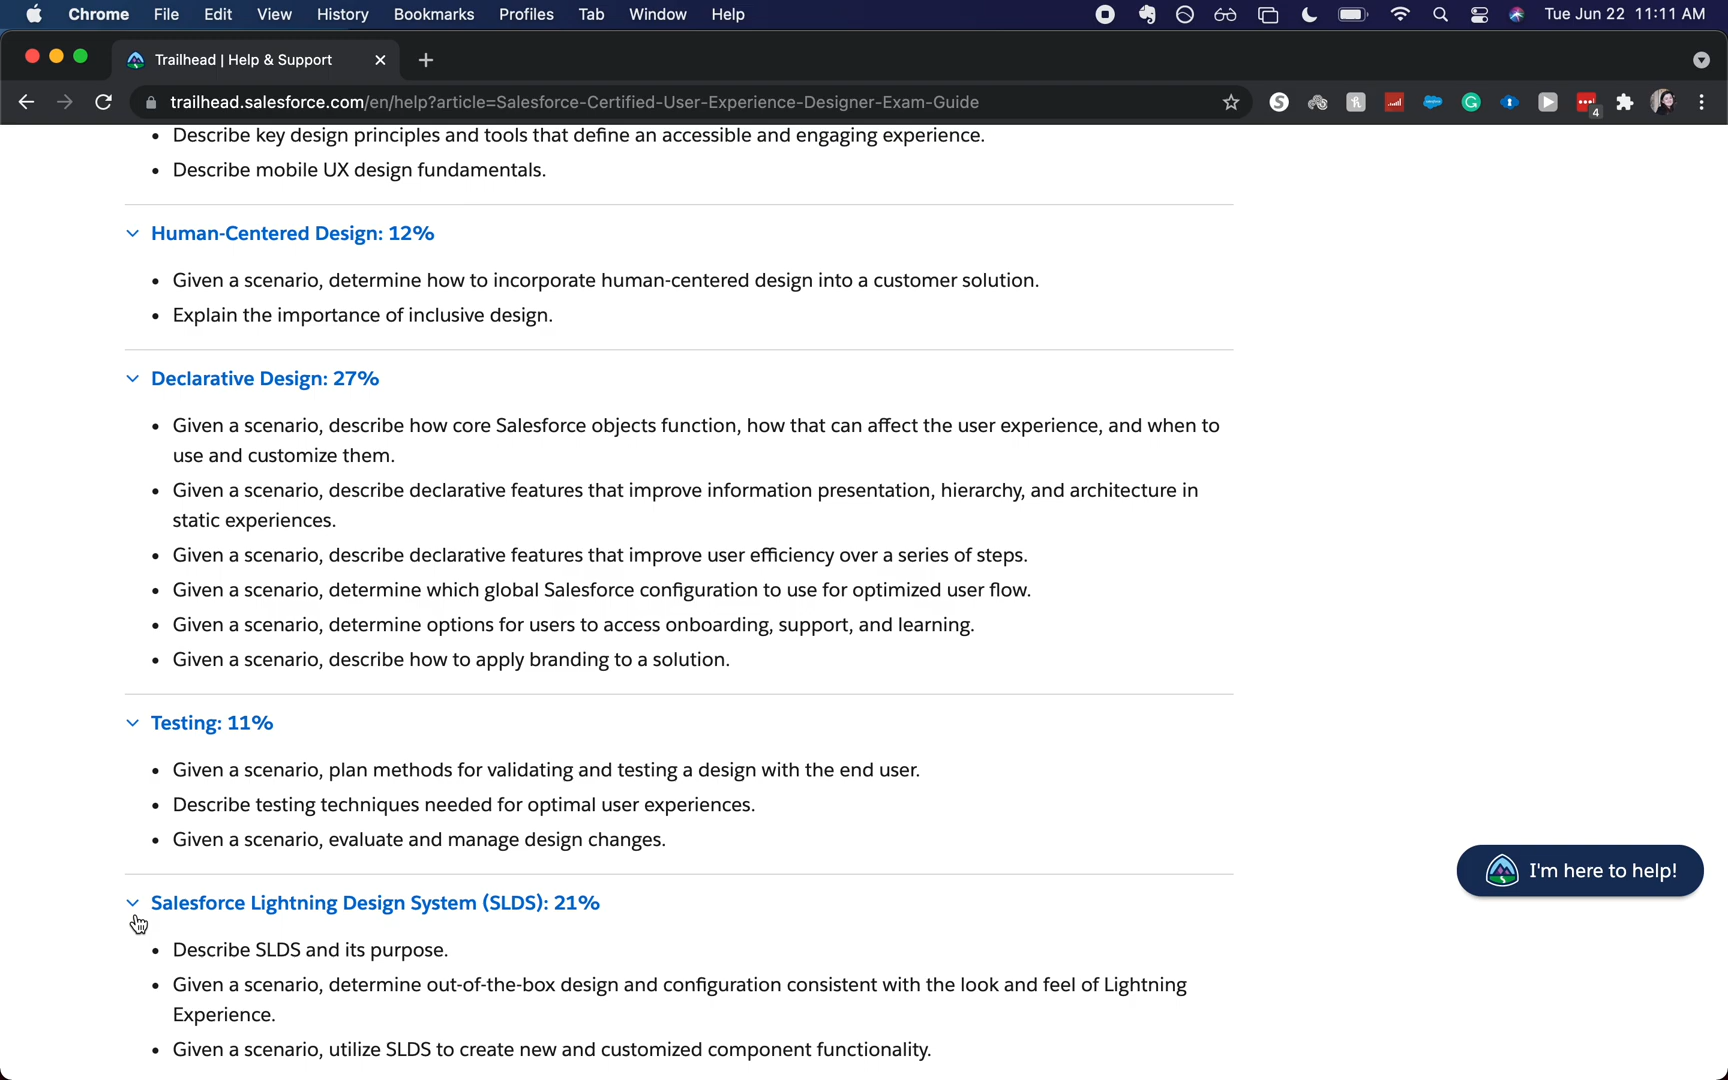 Chrome File Edit View History Bookmarks Profiles Tab Window Help Tue Jun 22 11:11 AM
Trailhead | Help & Support
trailhead.salesforce.com/en/help?article=Salesforce-Certified-User-Experience-Designer-Exam-Guide
4
• Describe key design principles and tools that define an accessible and engaging experience.
• Describe mobile UX design fundamentals.
Human-Centered Design: 12%
• Given a scenario, determine how to incorporate human-centered design into a customer solution.
• Explain the importance of inclusive design.
Declarative Design: 27%
• Given a scenario, describe how core Salesforce objects function, how that can affect the user experience, and when to
use and customize them.
• Given a scenario, describe declarative features that improve information presentation, hierarchy, and architecture in
static experiences.
• Given a scenario, describe declarative features that improve user efficiency over a series of steps.
• Given a scenario, determine which global Salesforce configuration to use for optimized user flow.
• Given a scenario, determine options for users to access onboarding, support, and learning.
• Given a scenario, describe how to apply branding to a solution.
Testing: 11%
• Given a scenario, plan methods for validating and testing a design with the end user.
• Describe testing techniques needed for optimal user experiences.
• Given a scenario, evaluate and manage design changes.
I'm here to help!
Salesforce Lightning Design System (SLDS): 21%
• Describe SLDS and its purpose.
• Given a scenario, determine out-of-the-box design and configuration consistent with the look and feel of Lightning
Experience.
• Given a scenario, utilize SLDS to create new and customized component functionality.